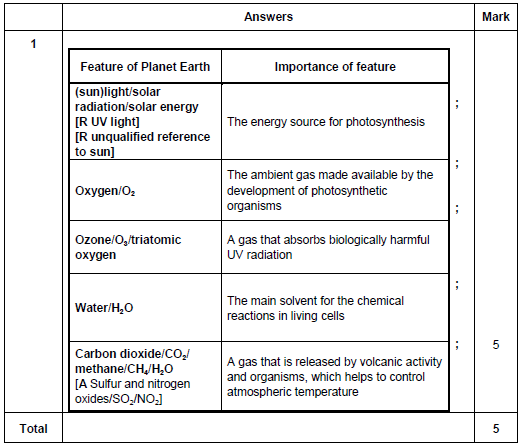 Answers Mark
1
Feature of Planet Earth Importance of feature
(sun)light/solar
radiation/solar energy
[R UV light]
[R unqualified reference
to sun]
The energy source for photosynthesis
;
Oxygen/O₂
The ambient gas made available by the
development of photosynthetic
organisms
;
;
Ozone/O₃/triatomic
oxygen
A gas that absorbs biologically harmful
UV radiation
Water/H₂O
The main solvent for the chemical
reactions in living cells
;
Carbon dioxide/CO₂/
methane/CH₄/H₂O
[A Sulfur and nitrogen
oxides/SO₂/NO₂]
A gas that is released by volcanic activity
and organisms, which helps to control
atmospheric temperature
;
5
Total 5